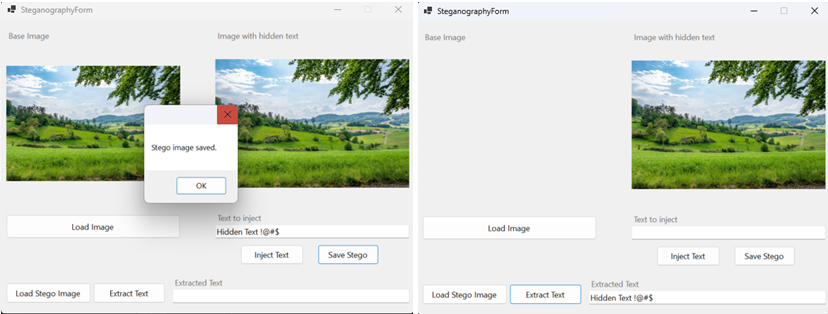 SteganographyForm
Base Image
Image with hidden text
Stego image saved.
OK
Load Image
Text to inject
Hidden Text !@#$
Inject Text
Save Stego
Load Stego Image
Extract Text
Extracted Text
SteganographyForm
Base Image
Image with hidden text
Load Image
Text to inject
Inject Text
Save Stego
Load Stego Image
Extract Text
Extracted Text
Hidden Text !@#$